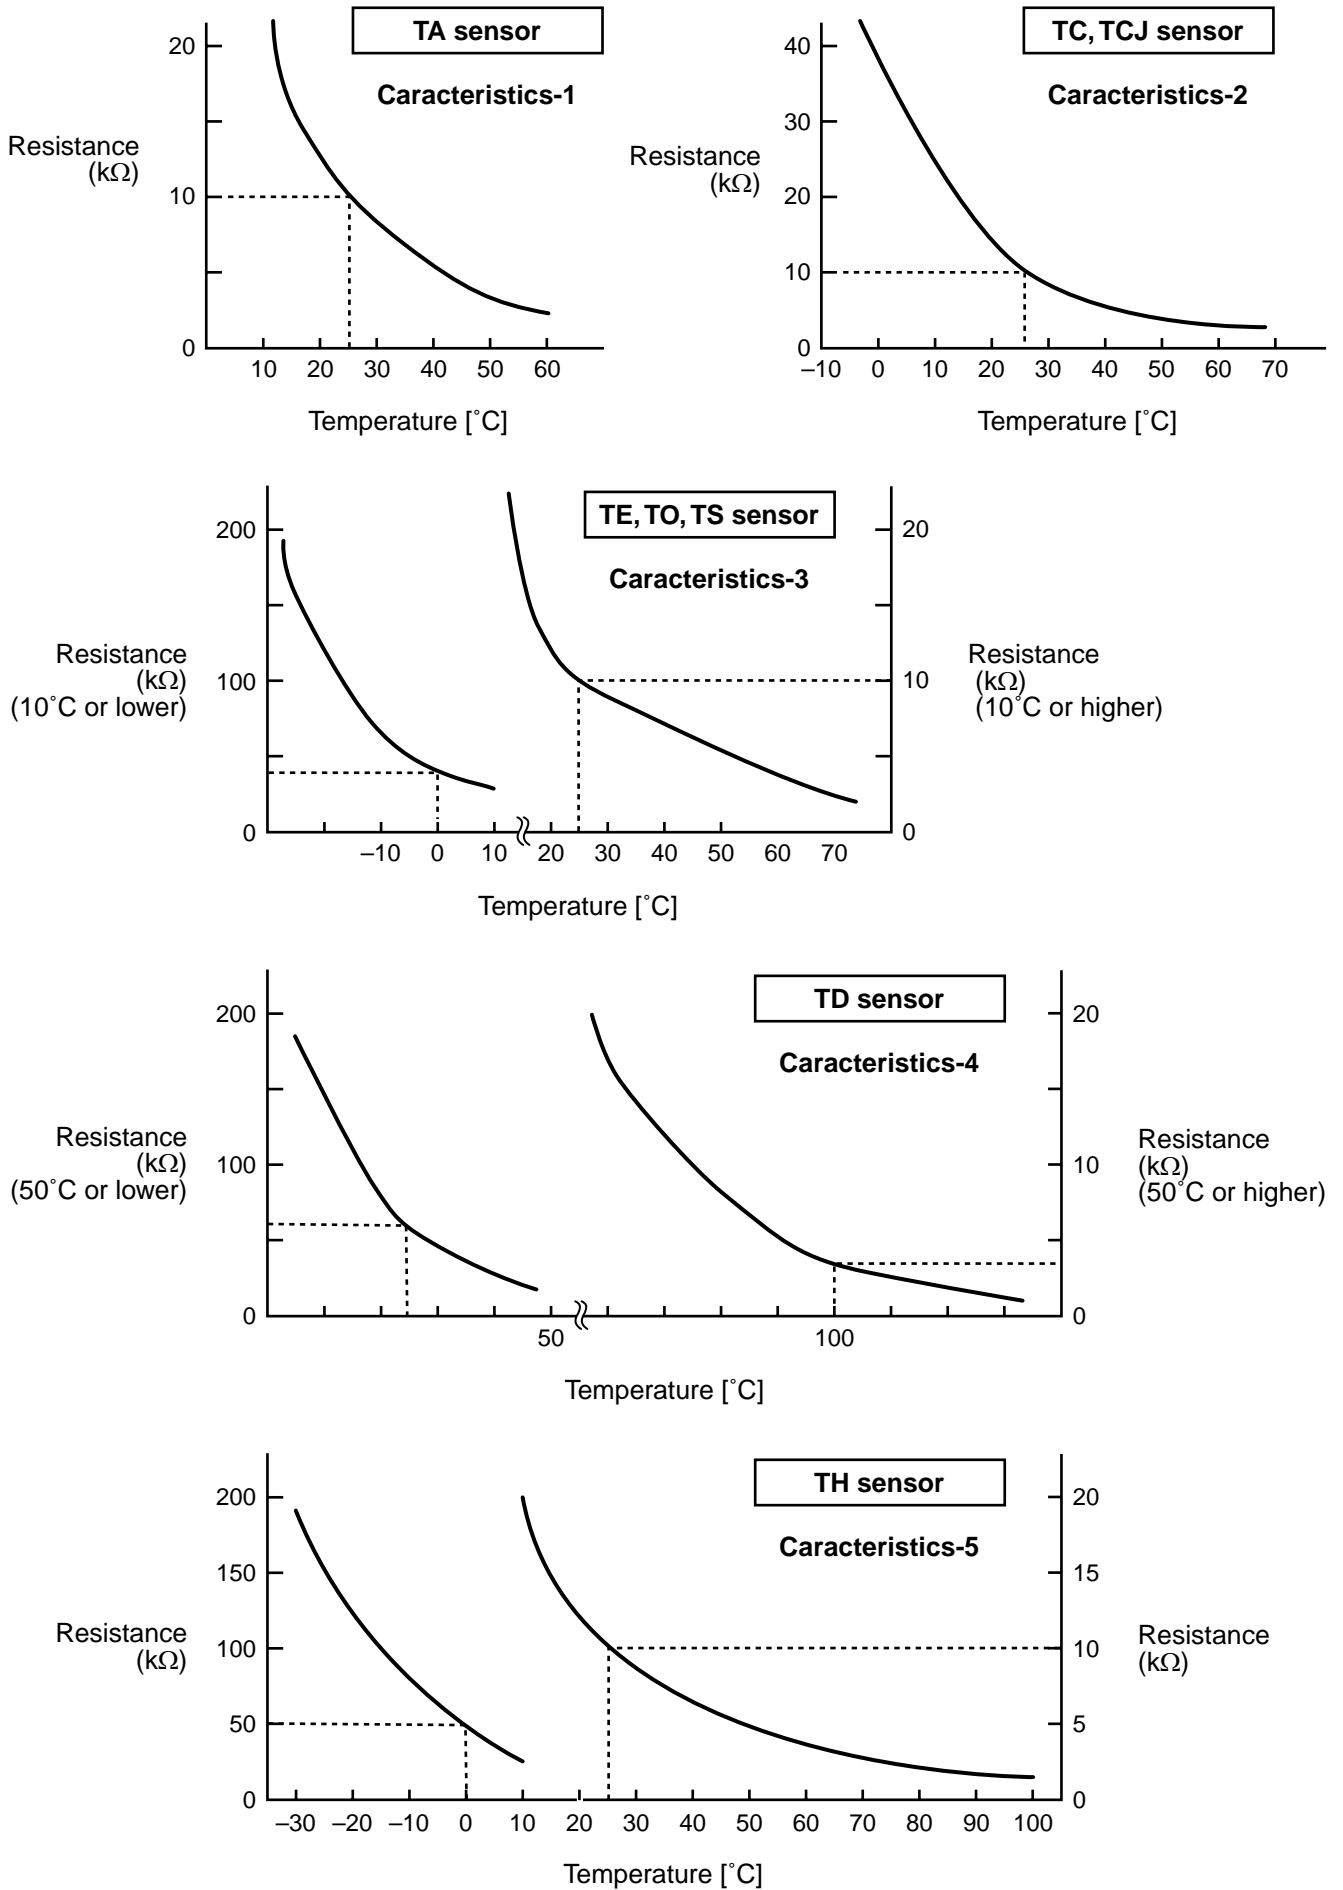 TA sensor
Caracteristics-1
Resistance
(kΩ)
20
10
0
10 20 30 40 50 60
Temperature [˚C]
TC, TCJ sensor
Caracteristics-2
Resistance
(kΩ)
40
30
20
10
0
–10 0 10 20 30 40 50 60 70
Temperature [˚C]
TE, TO, TS sensor
Caracteristics-3
Resistance
(kΩ)
(10˚C or lower)
200
100
0
20
10
0
Resistance
(kΩ)
(10˚C or higher)
–10 0 10 20 30 40 50 60 70
Temperature [˚C]
TD sensor
Caracteristics-4
Resistance
(kΩ)
(50˚C or lower)
200
100
0
20
10
0
Resistance
(kΩ)
(50˚C or higher)
50 100
Temperature [˚C]
TH sensor
Caracteristics-5
Resistance
(kΩ)
200
150
100
50
0
20
15
10
5
0
Resistance
(kΩ)
–30 –20 –10 0 10 20 30 40 50 60 70 80 90 100
Temperature [˚C]